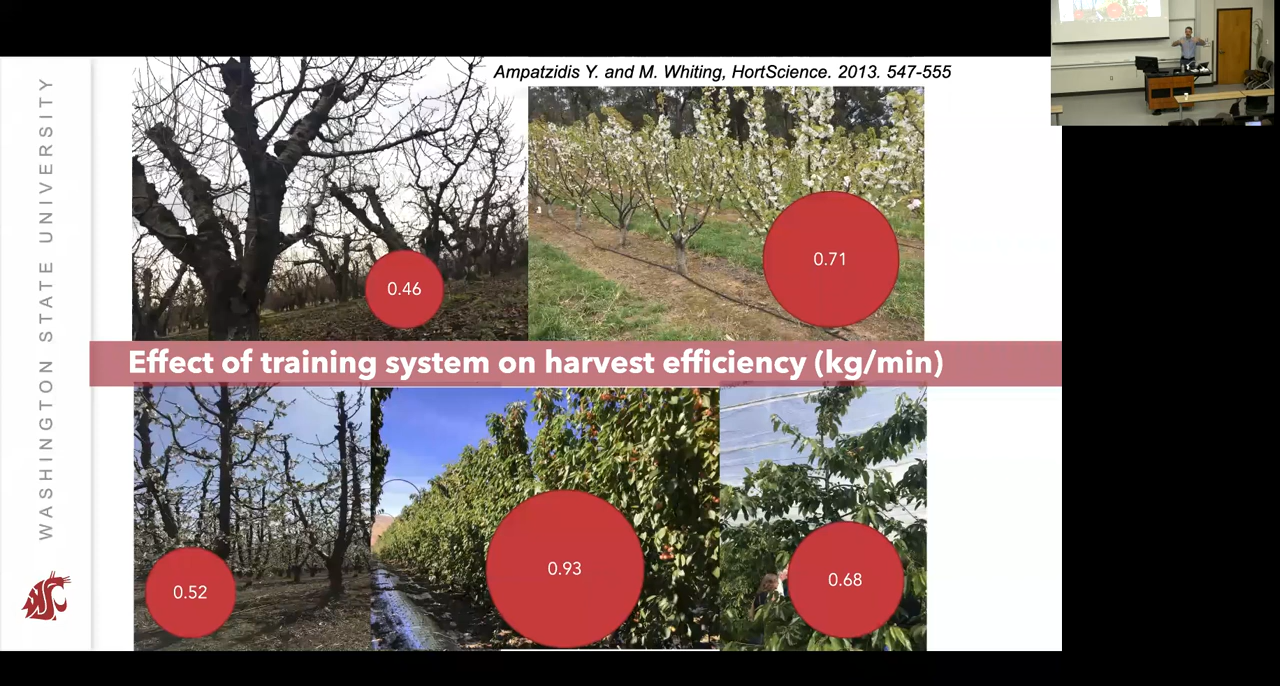 WASHINGTON STATE UNIVERSITY
Ampatzidis Y. and M. Whiting, HortScience. 2013. 547-555
0.46
0.71
Effect of training system on harvest efficiency (kg/min)
0.52
0.93
0.68